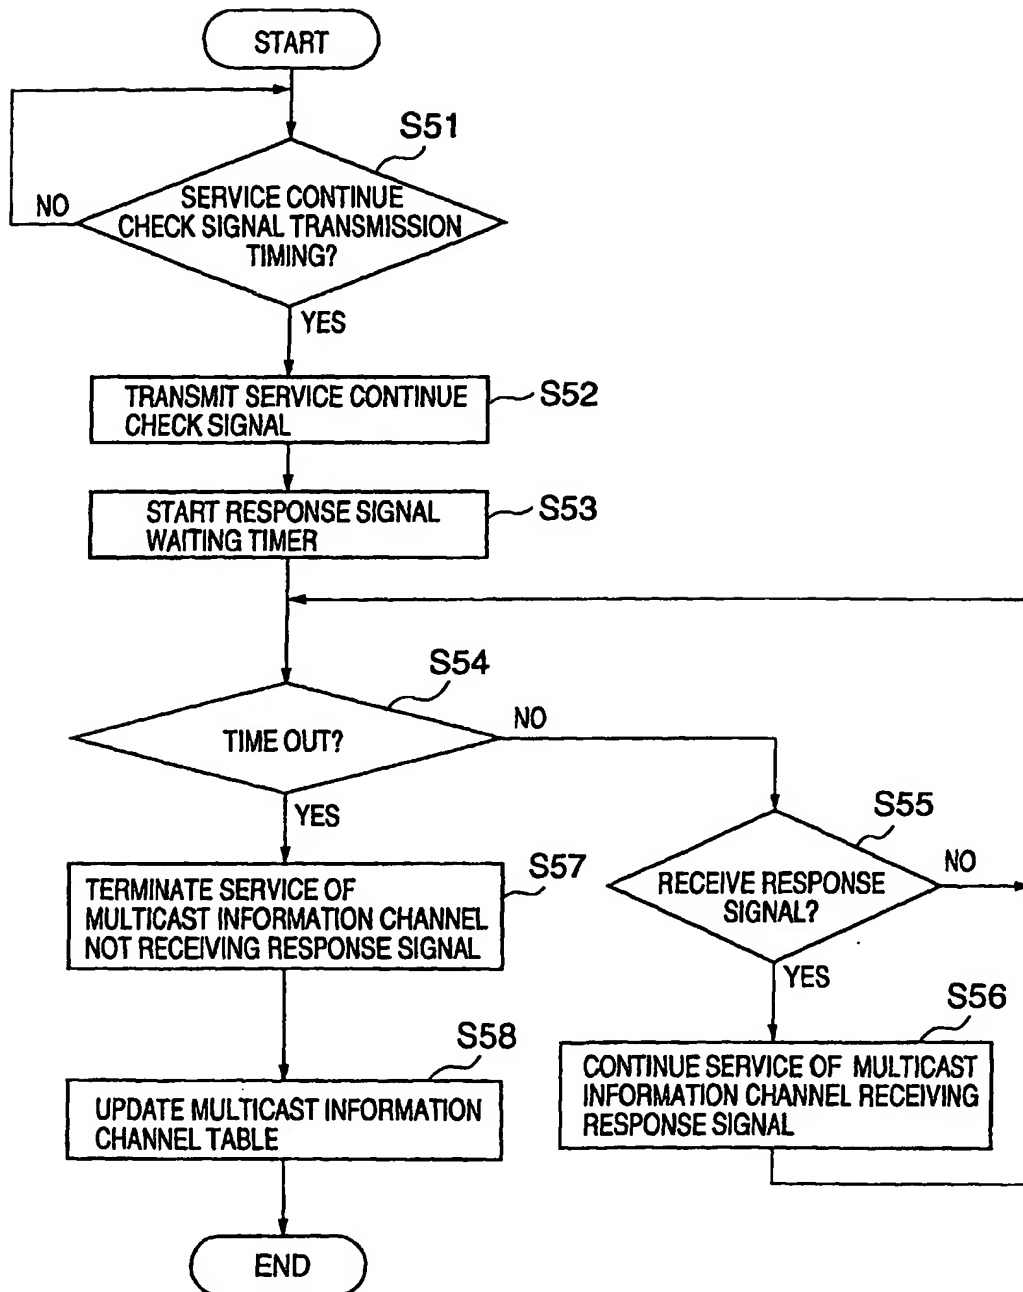 START
S51
NO
SERVICE CONTINUE
CHECK SIGNAL TRANSMISSION
TIMING?
YES
TRANSMIT SERVICE CONTINUE
CHECK SIGNAL
S52
START RESPONSE SIGNAL
WAITING TIMER
S53
S54
TIME OUT?
NO
YES
S55
RECEIVE RESPONSE
SIGNAL?
NO
YES
S57
TERMINATE SERVICE OF
MULTICAST INFORMATION CHANNEL
NOT RECEIVING RESPONSE SIGNAL
S56
CONTINUE SERVICE OF MULTICAST
INFORMATION CHANNEL RECEIVING
RESPONSE SIGNAL
S58
UPDATE MULTICAST INFORMATION
CHANNEL TABLE
END